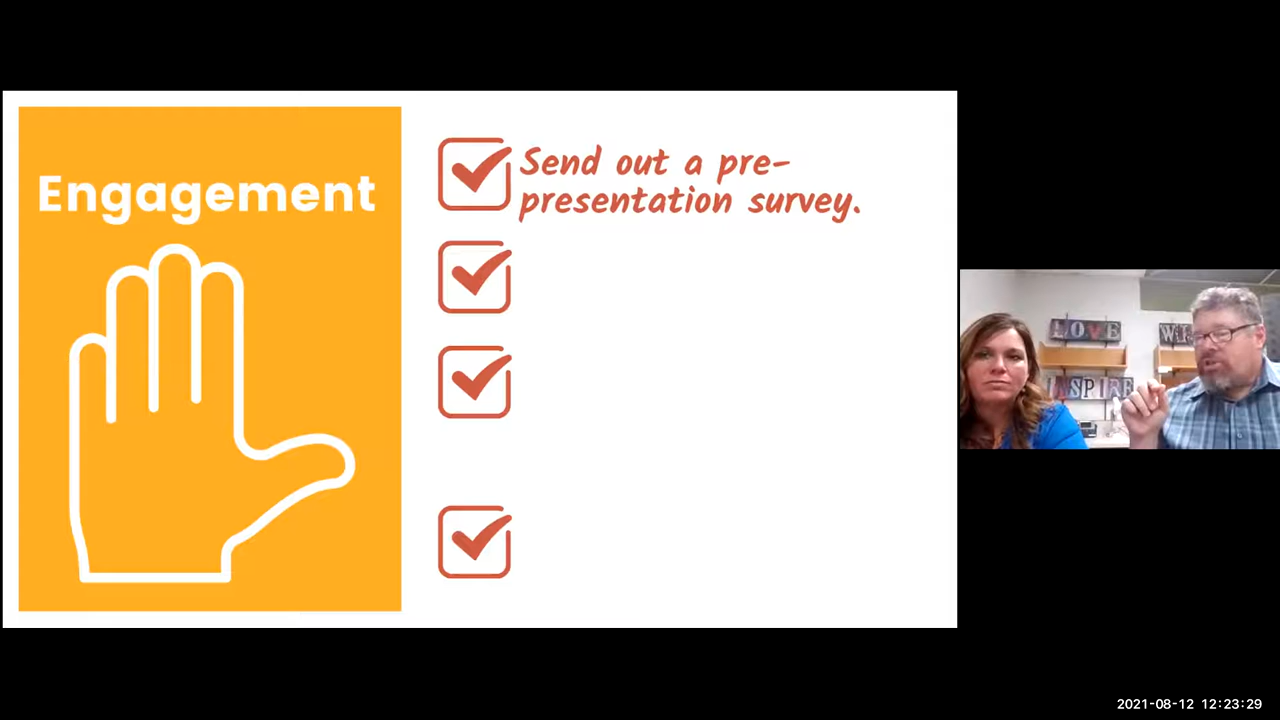 Engagement
Send out a pre-
presentation survey.
LOVE
INSPIRE
2021-08-12 12:23:29